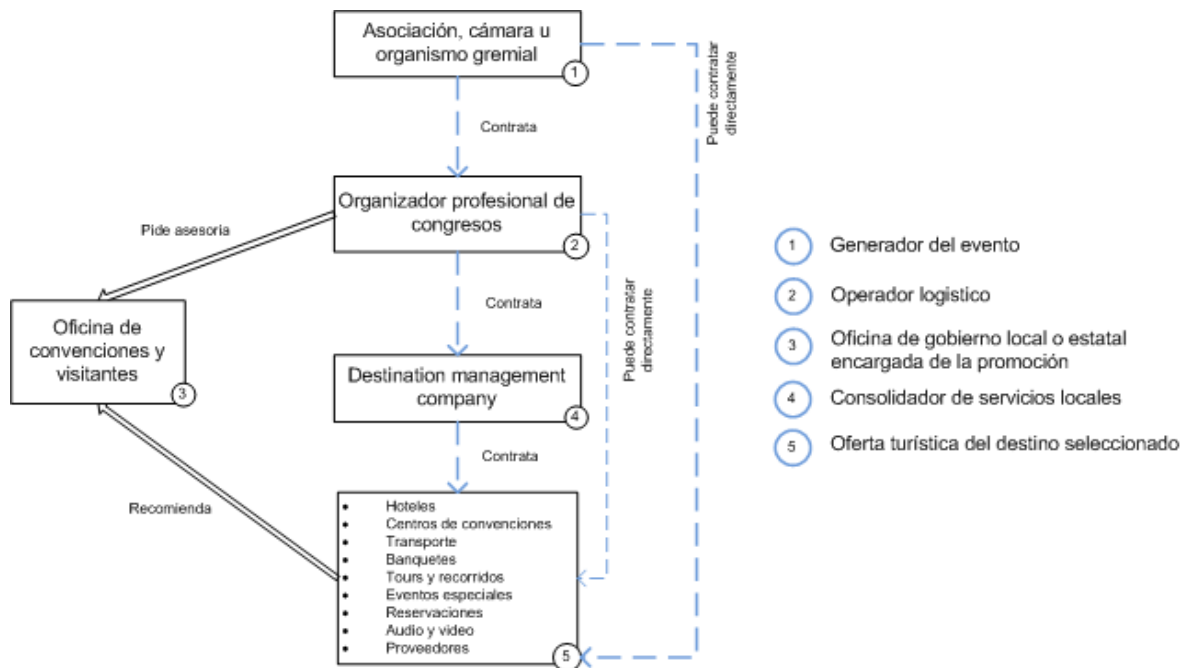 Asociación, cámara u
organismo gremial
1
Contrata
Puede contratar
directamente
Organizador profesional de
congresos
2
Pide asesoria
Contrata
Puede contratar
directamente
Oficina de
convenciones y
visitantes
3
Destination management
company
4
Contrata
Recomienda
• Hoteles
• Centros de convenciones
• Transporte
• Banquetes
• Tours y recorridos
• Eventos especiales
• Reservaciones
• Audio y video
• Proveedores
5
1 Generador del evento
2 Operador logistico
3 Oficina de gobierno local o estatal
encargada de la promoción
4 Consolidador de servicios locales
5 Oferta turística del destino seleccionado